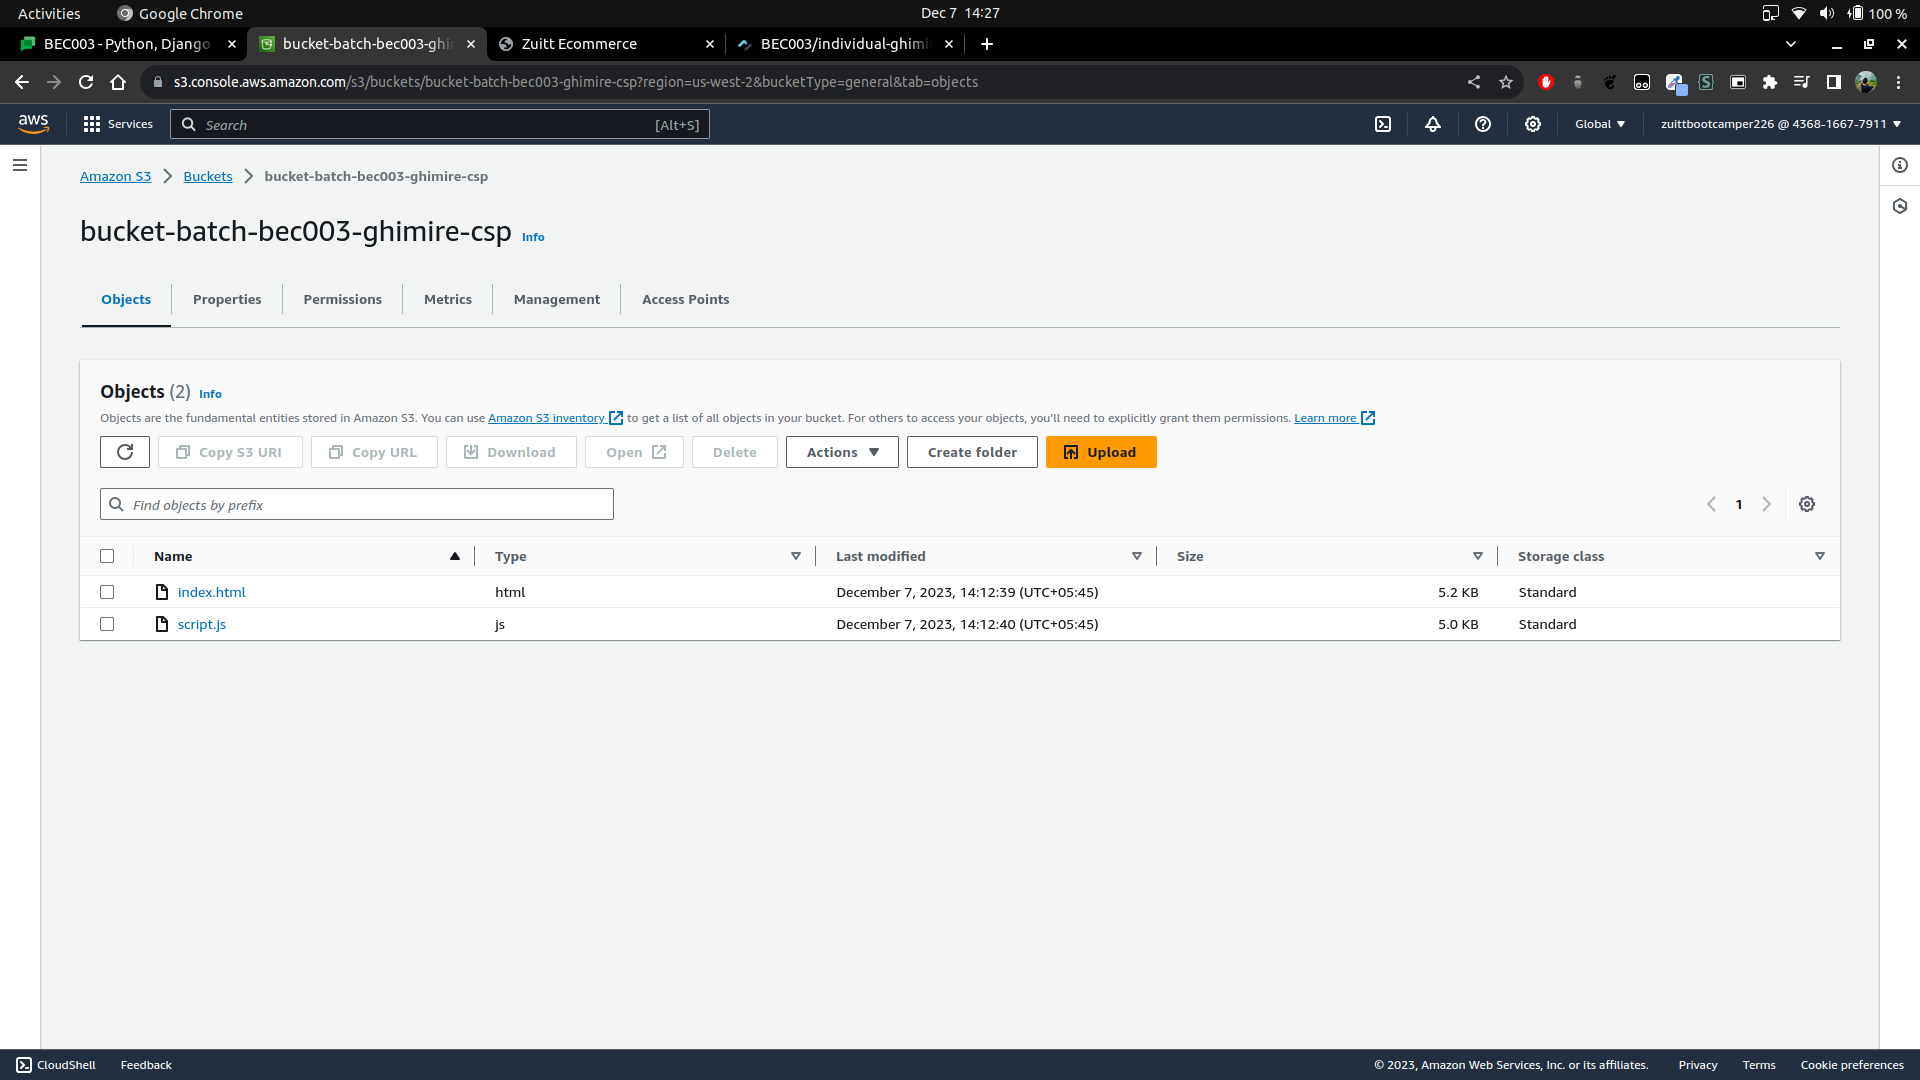 Activities Google Chrome Dec 7 14:27 100 %
BEC003 - Python, Django bucket-batch-bec003-ghi Zuitt Ecommerce BEC003/individual-ghimi
s3.console.aws.amazon.com/s3/buckets/bucket-batch-bec003-ghimire-csp?region=us-west-2&bucketType=general&tab=objects
aws Services Search [Alt+S] Global zuittbootcamper226 @ 4368-1667-7911
Amazon S3 Buckets bucket-batch-bec003-ghimire-csp
bucket-batch-bec003-ghimire-csp Info
Objects Properties Permissions Metrics Management Access Points
Objects (2) Info
Objects are the fundamental entities stored in Amazon S3. You can use Amazon S3 inventory to get a list of all objects in your bucket. For others to access your objects, you'll need to explicitly grant them permissions. Learn more
Copy S3 URI Copy URL Download Open Delete Actions Create folder Upload
Find objects by prefix 1
Name Type Last modified Size Storage class
index.html html December 7, 2023, 14:12:39 (UTC+05:45) 5.2 KB Standard
script.js js December 7, 2023, 14:12:40 (UTC+05:45) 5.0 KB Standard
CloudShell Feedback © 2023, Amazon Web Services, Inc. or its affiliates. Privacy Terms Cookie preferences